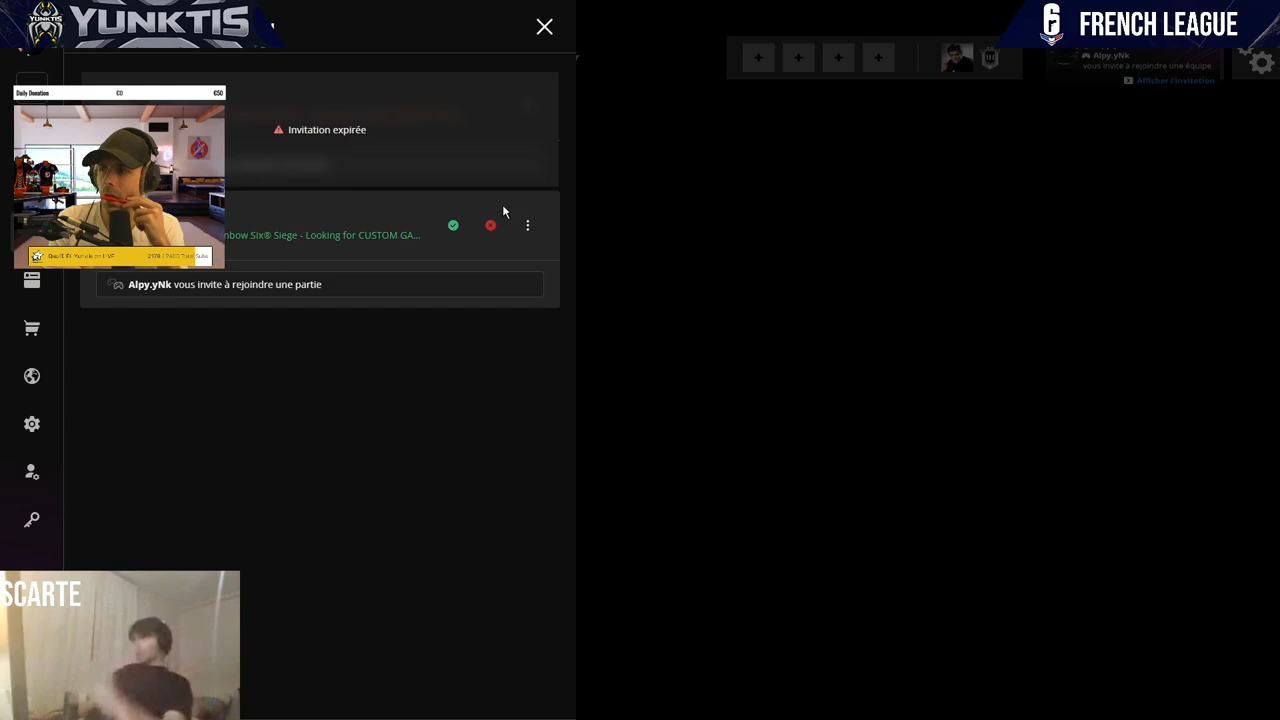 YUNKTIS
YUNKTIS
FRENCH LEAGUE
Alpy.yNk
vous invite à rejoindre une équipe
Afficher l'invitation
Daily Donation €0 €50
Invitation expirée
nbow Six® Siege - Looking for CUSTOM GA...
Alpy.yNk vous invite à rejoindre une partie
SCARTE